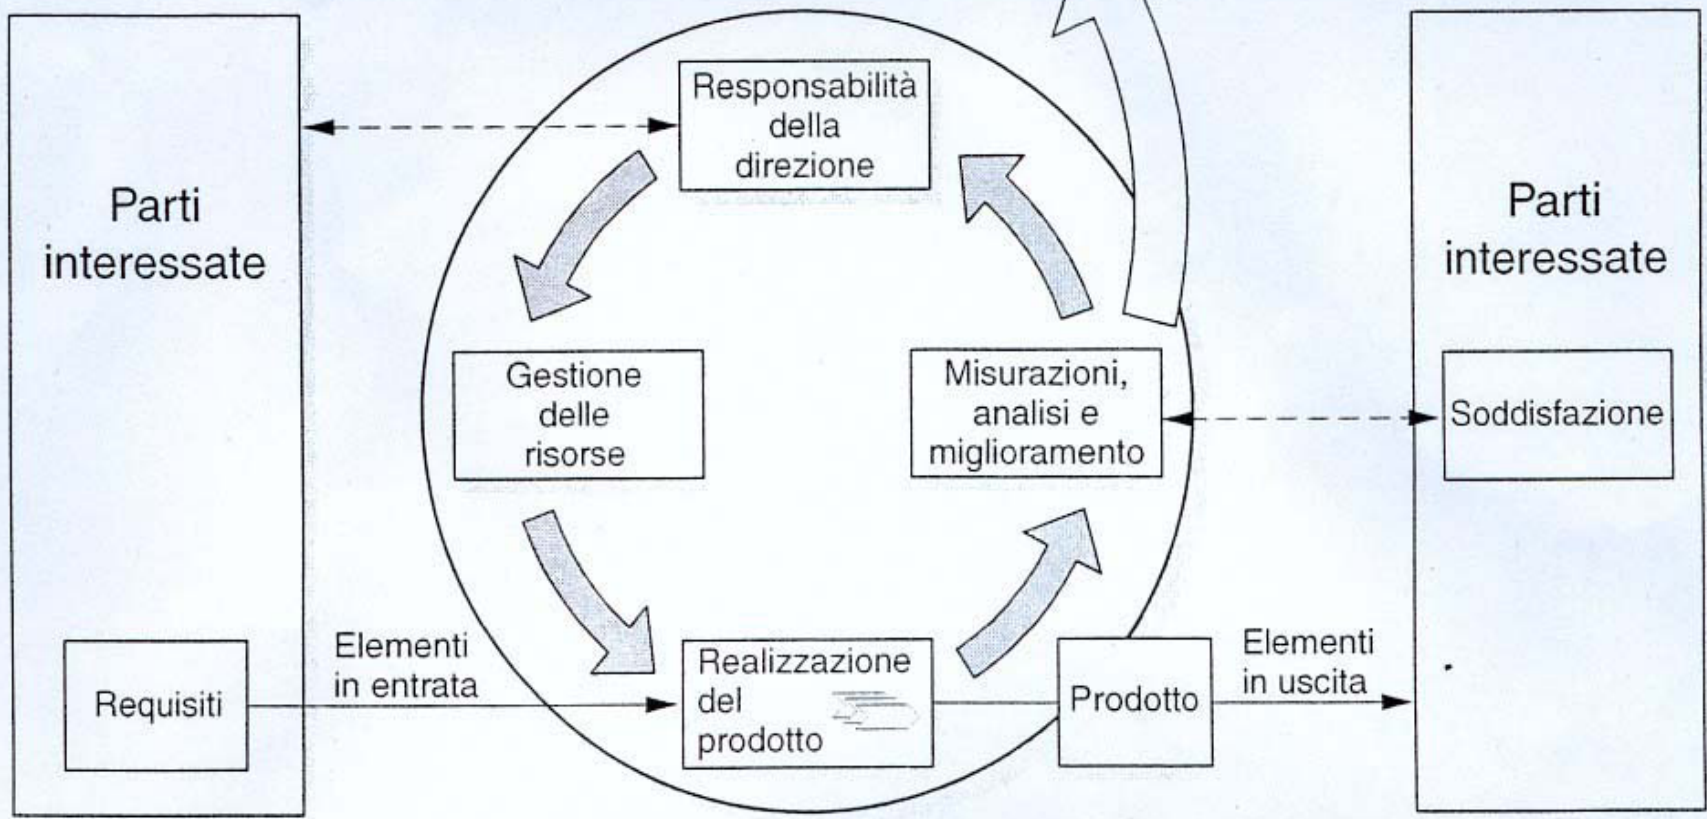 Parti
interessate
Requisiti
Elementi
in entrata
Responsabilità
della
direzione
Gestione
delle
risorse
Misurazioni,
analisi e
miglioramento
Realizzazione
del
prodotto
Prodotto
Elementi
in uscita
Parti
interessate
Soddisfazione